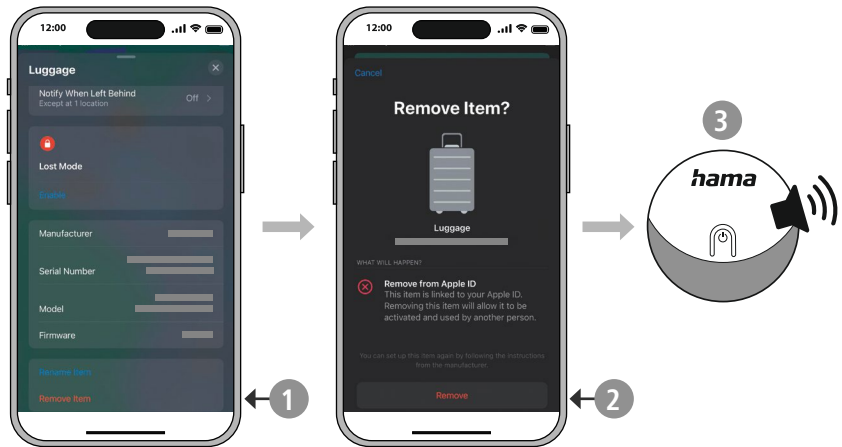 12:00
Luggage
Notify When Left Behind
Except at 1 location
Off >
Lost Mode
Enable
Manufacturer
Serial Number
Model
Firmware
Rename Item
Remove Item
1
12:00
Cancel
Remove Item?
Luggage
WHAT WILL HAPPEN?
Remove from Apple ID
This item is linked to your Apple ID.
Removing this item will allow it to be
activated and used by another person.
You can set up this item again by following the instructions
from the manufacturer.
Remove
2
3
hama